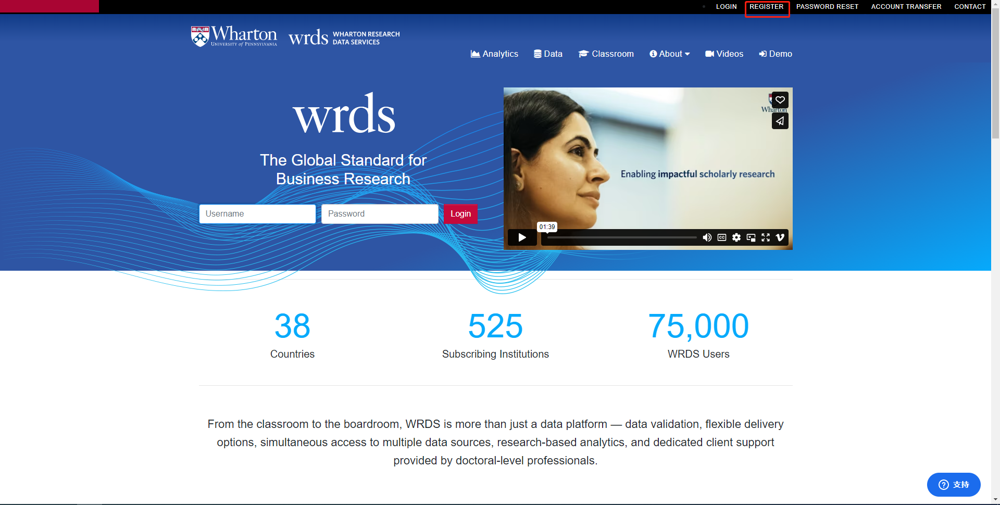 LOGIN REGISTER PASSWORD RESET ACCOUNT TRANSFER CONTACT
Wharton
UNIVERSITY of PENNSYLVANIA
wrds
WHARTON RESEARCH
DATA SERVICES
Analytics Data Classroom About Videos Demo
wrds
The Global Standard for
Business Research
Username Password Login
Wharton
Enabling impactful scholarly research
01:39
CC
38 525 75,000
Countries Subscribing Institutions WRDS Users
From the classroom to the boardroom, WRDS is more than just a data platform — data validation, flexible delivery
options, simultaneous access to multiple data sources, research-based analytics, and dedicated client support
provided by doctoral-level professionals.
支持